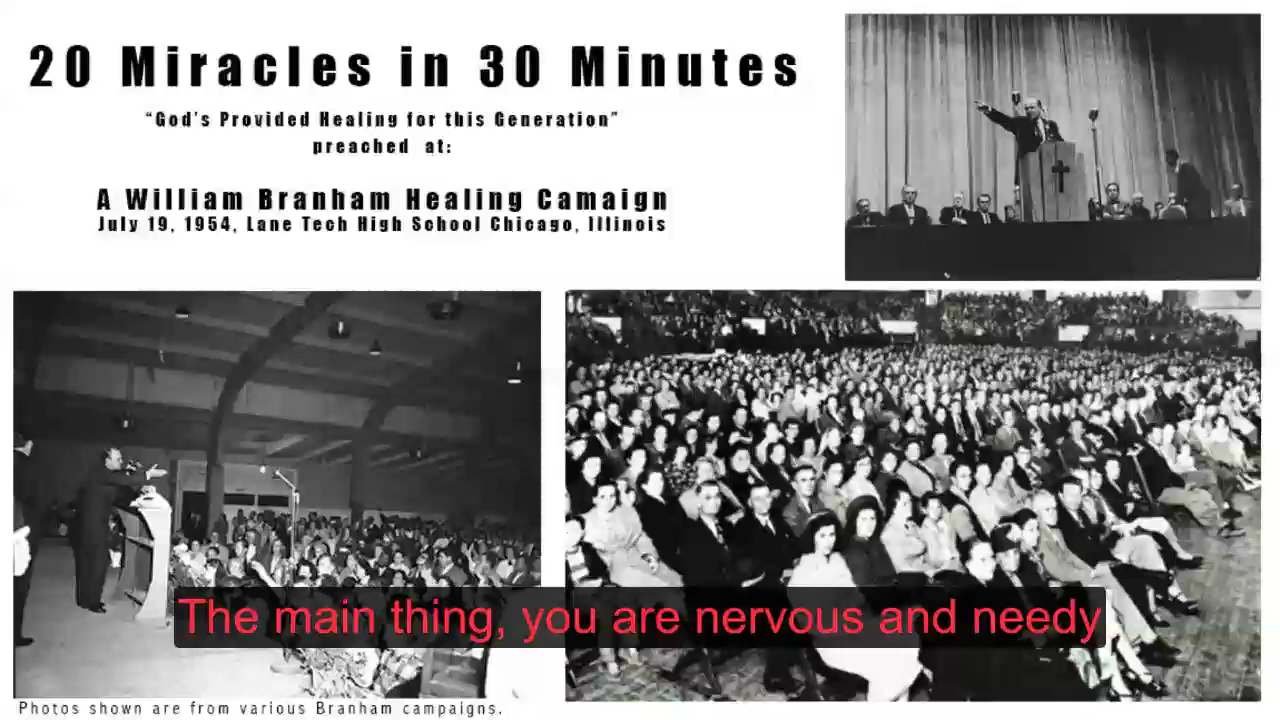 20 Miracles in 30 Minutes
“God’s Provided Healing for this Generation”
preached at:
A William Branham Healing Camaign
July 19, 1954, Lane Tech High School Chicago, Illinois
The main thing, you are nervous and needy
Photos shown are from various Branham campaigns.